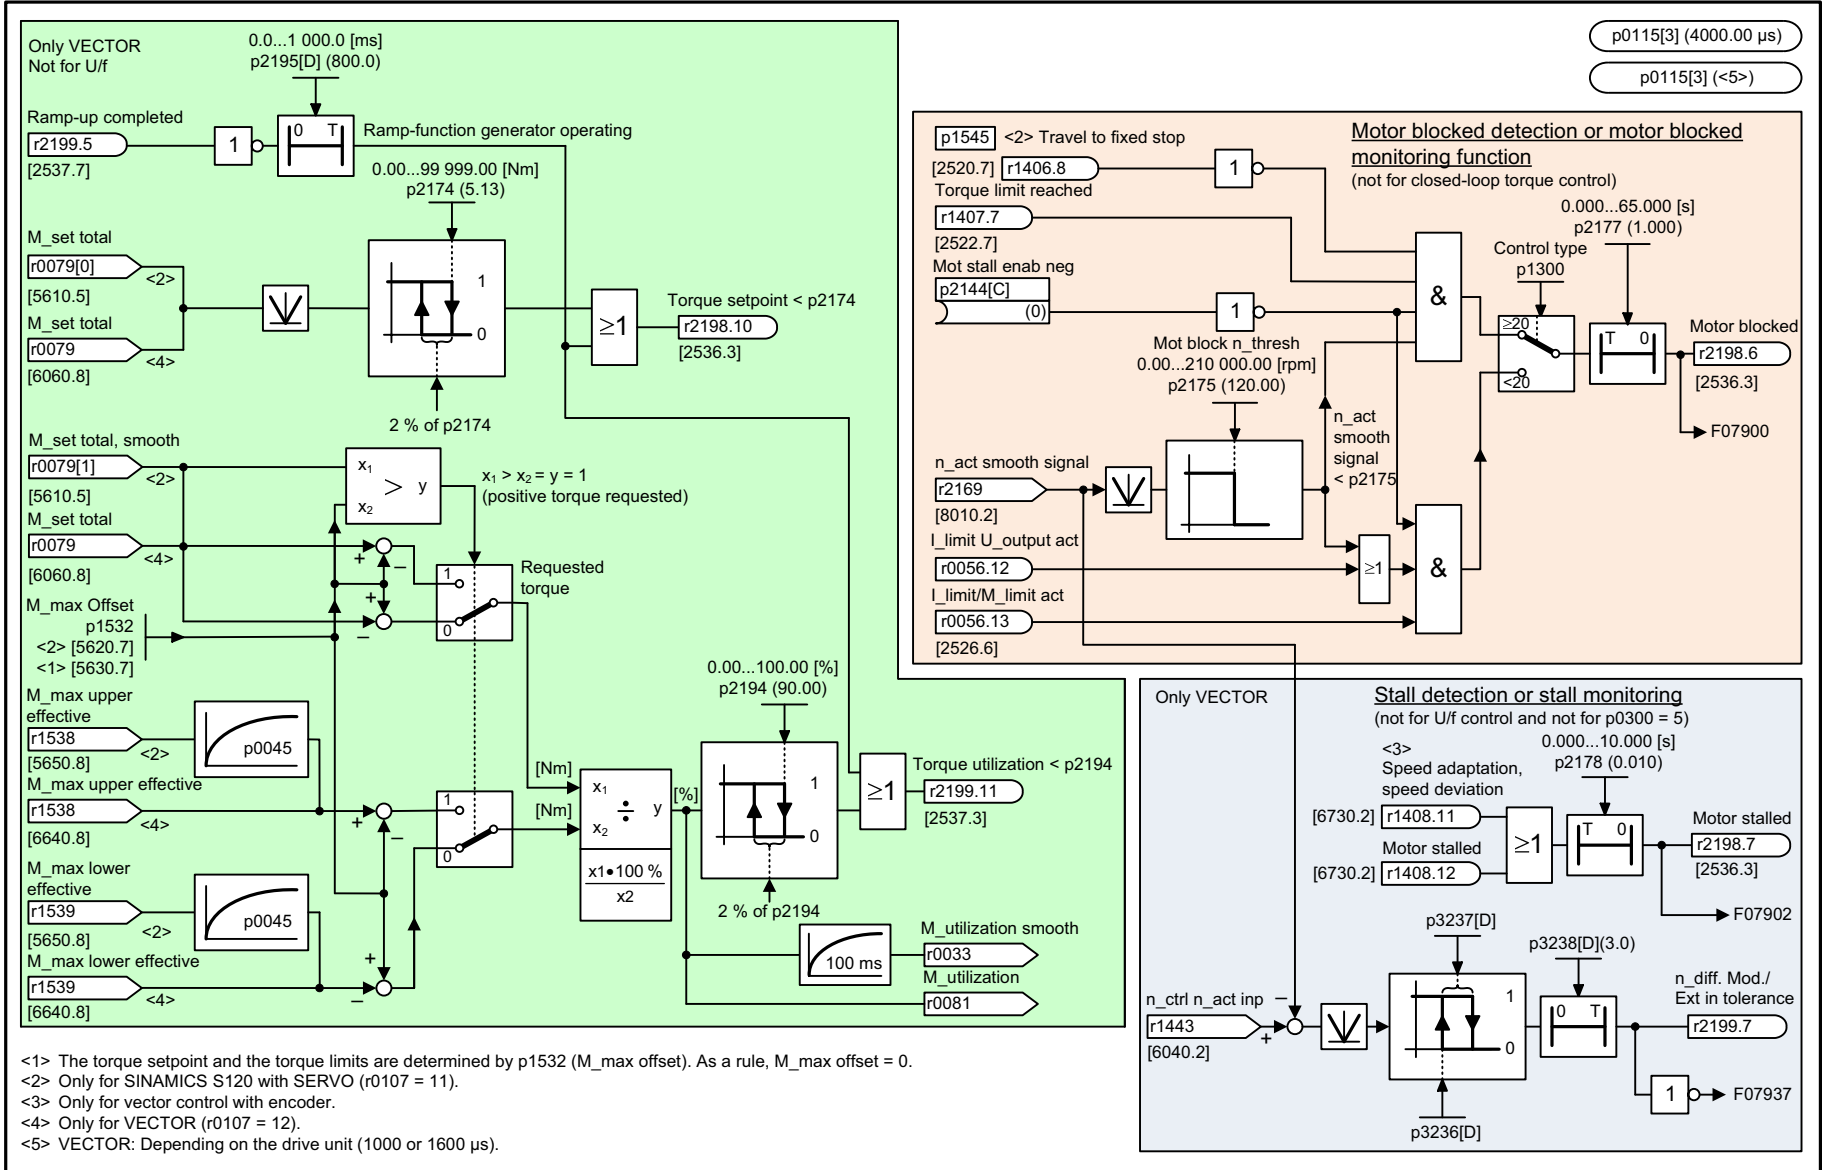 Only VECTOR
Not for U/f
0.0...1 000.0 [ms]
p2195[D] (800.0)
Ramp-up completed
r2199.5
[2537.7]
1
0 T
Ramp-function generator operating
0.00...99 999.00 [Nm]
p2174 (5.13)
M_set total
r0079[0]
<2>
[5610.5]
M_set total
r0079
<4>
[6060.8]
1
0
2 % of p2174
≥1
Torque setpoint < p2174
r2198.10
[2536.3]
M_set total, smooth
r0079[1]
<2>
[5610.5]
M_set total
r0079
<4>
[6060.8]
x1
> y
x2
x1 > x2 = y = 1
(positive torque requested)
+
–
+
–
1
0
Requested
torque
M_max Offset
p1532
<2> [5620.7]
<1> [5630.7]
M_max upper
effective
r1538
<2>
[5650.8]
p0045
M_max upper effective
r1538
<4>
[6640.8]
+
–
1
0
M_max lower
effective
r1539
<2>
[5650.8]
p0045
M_max lower effective
r1539
<4>
[6640.8]
+
–
[Nm]
[Nm]
x1
÷ y
x2
x1•100 %
x2
[%]
0.00...100.00 [%]
p2194 (90.00)
1
0
2 % of p2194
≥1
Torque utilization < p2194
r2199.11
[2537.3]
100 ms
M_utilization smooth
r0033
M_utilization
r0081
p0115[3] (4000.00 µs)
p0115[3] (<5>)
Motor blocked detection or motor blocked
monitoring function
(not for closed-loop torque control)
p1545
<2> Travel to fixed stop
[2520.7]
r1406.8
1
Torque limit reached
r1407.7
[2522.7]
Mot stall enab neg
p2144[C]
(0)
1
Mot block n_thresh
0.00...210 000.00 [rpm]
p2175 (120.00)
n_act smooth signal
r2169
[8010.2]
n_act
smooth
signal
< p2175
I_limit U_output act
r0056.12
≥1
I_limit/M_limit act
r0056.13
[2526.6]
&
&
Control type
p1300
≥20
<20
0.000...65.000 [s]
p2177 (1.000)
T 0
Motor blocked
r2198.6
[2536.3]
F07900
Only VECTOR
Stall detection or stall monitoring
(not for U/f control and not for p0300 = 5)
<3>
Speed adaptation,
speed deviation
[6730.2]
r1408.11
Motor stalled
[6730.2]
r1408.12
≥1
0.000...10.000 [s]
p2178 (0.010)
T 0
Motor stalled
r2198.7
[2536.3]
F07902
n_ctrl n_act inp
r1443
[6040.2]
–
+
p3237[D]
1
0
p3236[D]
p3238[D](3.0)
0 T
n_diff. Mod./
Ext in tolerance
r2199.7
1
F07937
<1> The torque setpoint and the torque limits are determined by p1532 (M_max offset). As a rule, M_max offset = 0.
<2> Only for SINAMICS S120 with SERVO (r0107 = 11).
<3> Only for vector control with encoder.
<4> Only for VECTOR (r0107 = 12).
<5> VECTOR: Depending on the drive unit (1000 or 1600 µs).